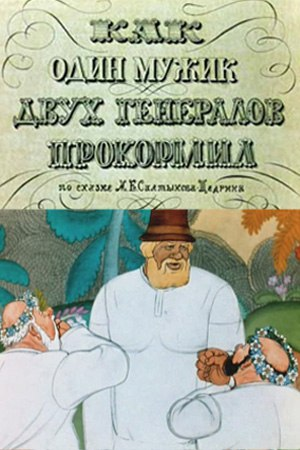 КАК
ОДИН МУЖИК
ДВУХ ГЕНЕРАЛОВ
ПРОКОРМИЛ
по сказке М.Е.Салтыкова-Щедрина